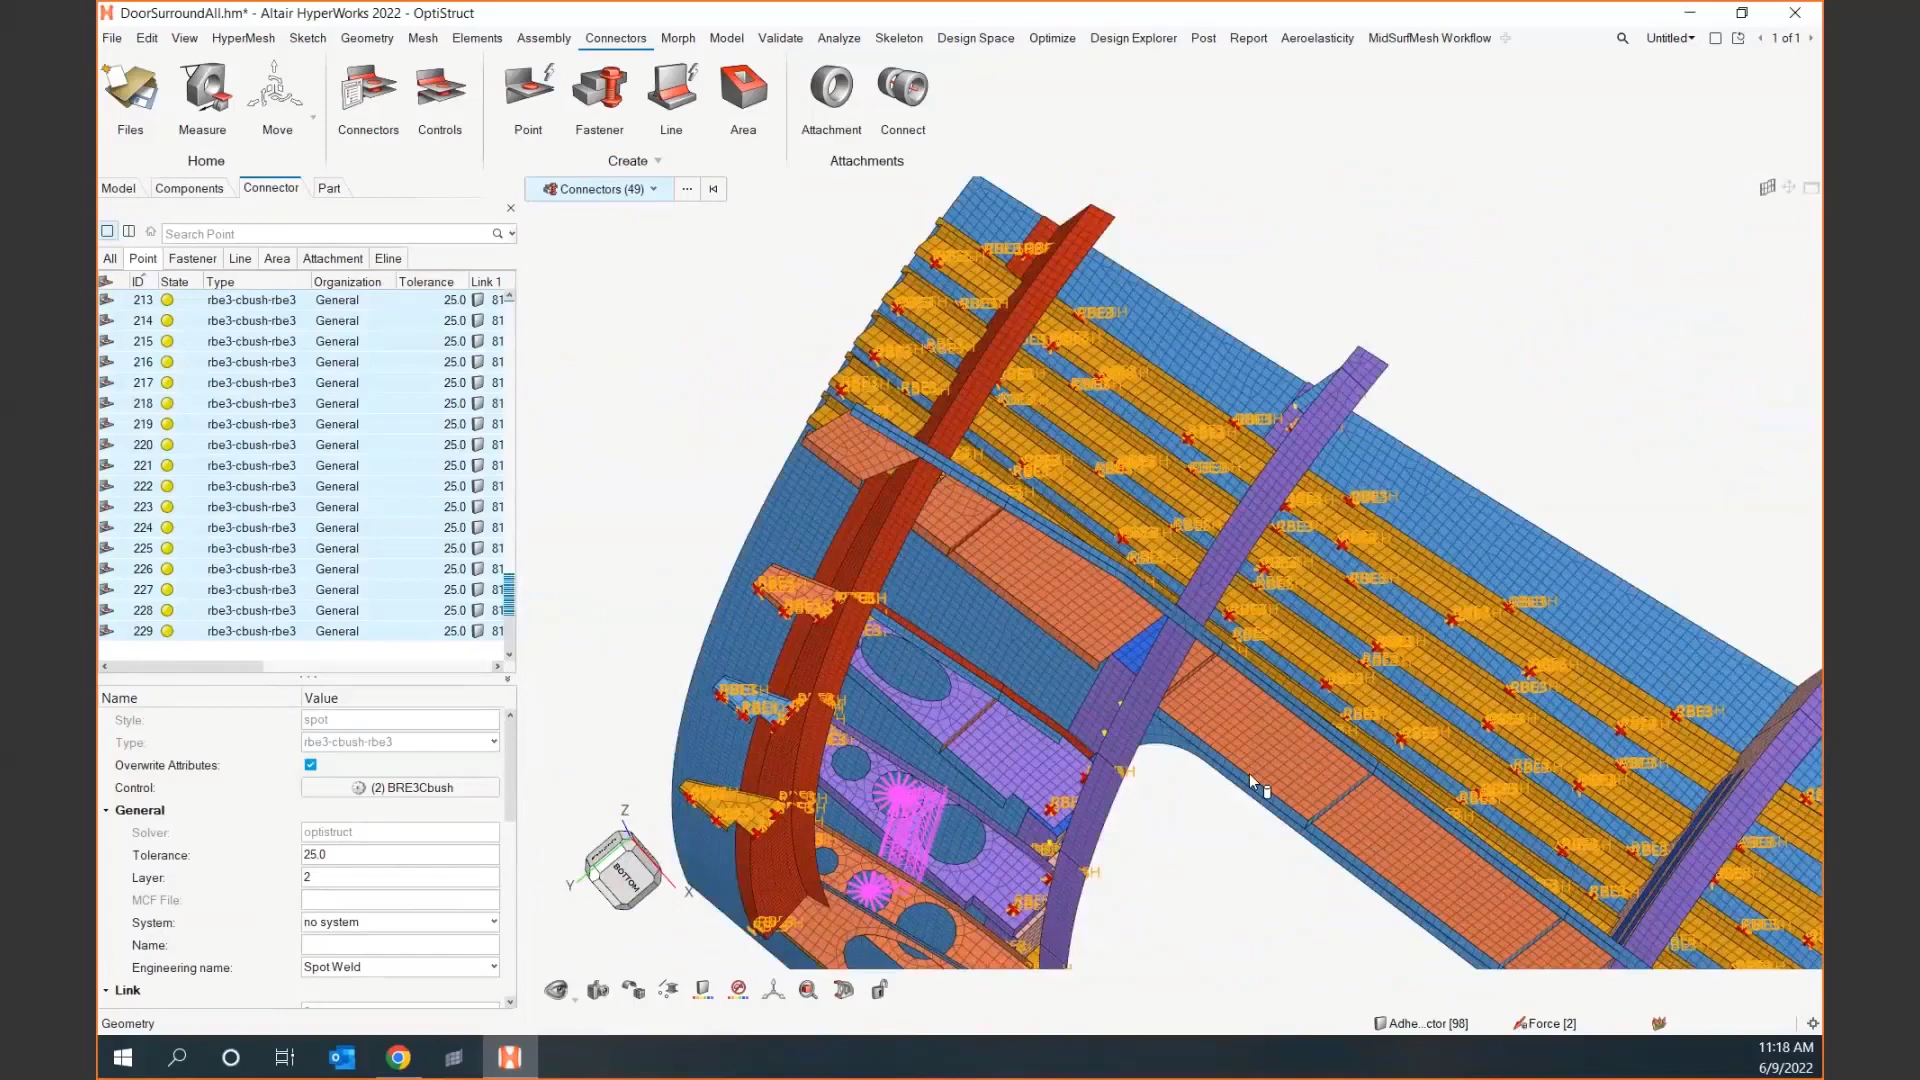 DoorSurroundAll.hm* - Altair HyperWorks 2022 - OptiStruct
File Edit View HyperMesh Sketch Geometry Mesh Elements Assembly Connectors Morph Model Validate Analyze Skeleton Design Space Optimize Design Explorer Post Report Aeroelasticity MidSurfMesh Workflow Untitled 1 of 1
Files Measure Move Connectors Controls Point Fastener Line Area Attachment Connect
Home Create Attachments
Model Components Connector Part
Connectors (49)
Search Point
All Point Fastener Line Area Attachment Eline
ID State Type Organization Tolerance Link 1
213 rbe3-cbush-rbe3 General 25.0 81
214 rbe3-cbush-rbe3 General 25.0 81
215 rbe3-cbush-rbe3 General 25.0 81
216 rbe3-cbush-rbe3 General 25.0 81
217 rbe3-cbush-rbe3 General 25.0 81
218 rbe3-cbush-rbe3 General 25.0 81
219 rbe3-cbush-rbe3 General 25.0 81
220 rbe3-cbush-rbe3 General 25.0 81
221 rbe3-cbush-rbe3 General 25.0 81
222 rbe3-cbush-rbe3 General 25.0 81
223 rbe3-cbush-rbe3 General 25.0 81
224 rbe3-cbush-rbe3 General 25.0 81
225 rbe3-cbush-rbe3 General 25.0 81
226 rbe3-cbush-rbe3 General 25.0 81
227 rbe3-cbush-rbe3 General 25.0 81
228 rbe3-cbush-rbe3 General 25.0 81
229 rbe3-cbush-rbe3 General 25.0 81
Name Value
Style: spot
Type: rbe3-cbush-rbe3
Overwrite Attributes:
Control: (2) BRE3Cbush
General
Solver: optistruct
Tolerance: 25.0
Layer: 2
MCF File:
System: no system
Name:
Engineering name: Spot Weld
Link
Z
Y
X
BOTTOM
Geometry
Adhe...ctor [98]
Force [2]
11:18 AM
6/9/2022